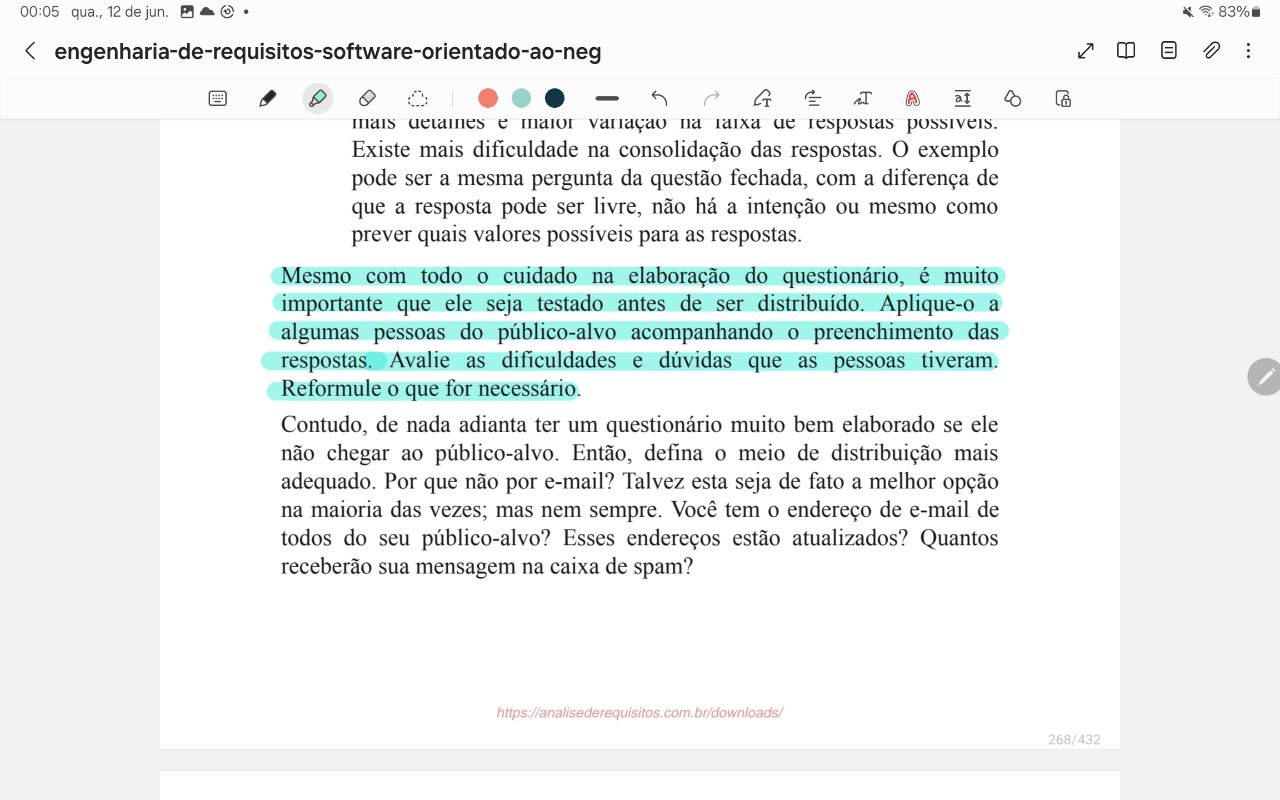 00:05 qua., 12 de jun.
83%
engenharia-de-requisitos-software-orientado-ao-neg
mais detalhes e maior variação na faixa de respostas possíveis.
Existe mais dificuldade na consolidação das respostas. O exemplo
pode ser a mesma pergunta da questão fechada, com a diferença de
que a resposta pode ser livre, não há a intenção ou mesmo como
prever quais valores possíveis para as respostas.
Mesmo com todo o cuidado na elaboração do questionário, é muito
importante que ele seja testado antes de ser distribuído. Aplique-o a
algumas pessoas do público-alvo acompanhando o preenchimento das
respostas. Avalie as dificuldades e dúvidas que as pessoas tiveram.
Reformule o que for necessário.
Contudo, de nada adianta ter um questionário muito bem elaborado se ele
não chegar ao público-alvo. Então, defina o meio de distribuição mais
adequado. Por que não por e-mail? Talvez esta seja de fato a melhor opção
na maioria das vezes; mas nem sempre. Você tem o endereço de e-mail de
todos do seu público-alvo? Esses endereços estão atualizados? Quantos
receberão sua mensagem na caixa de spam?
https://analisederequisitos.com.br/downloads/
268/432